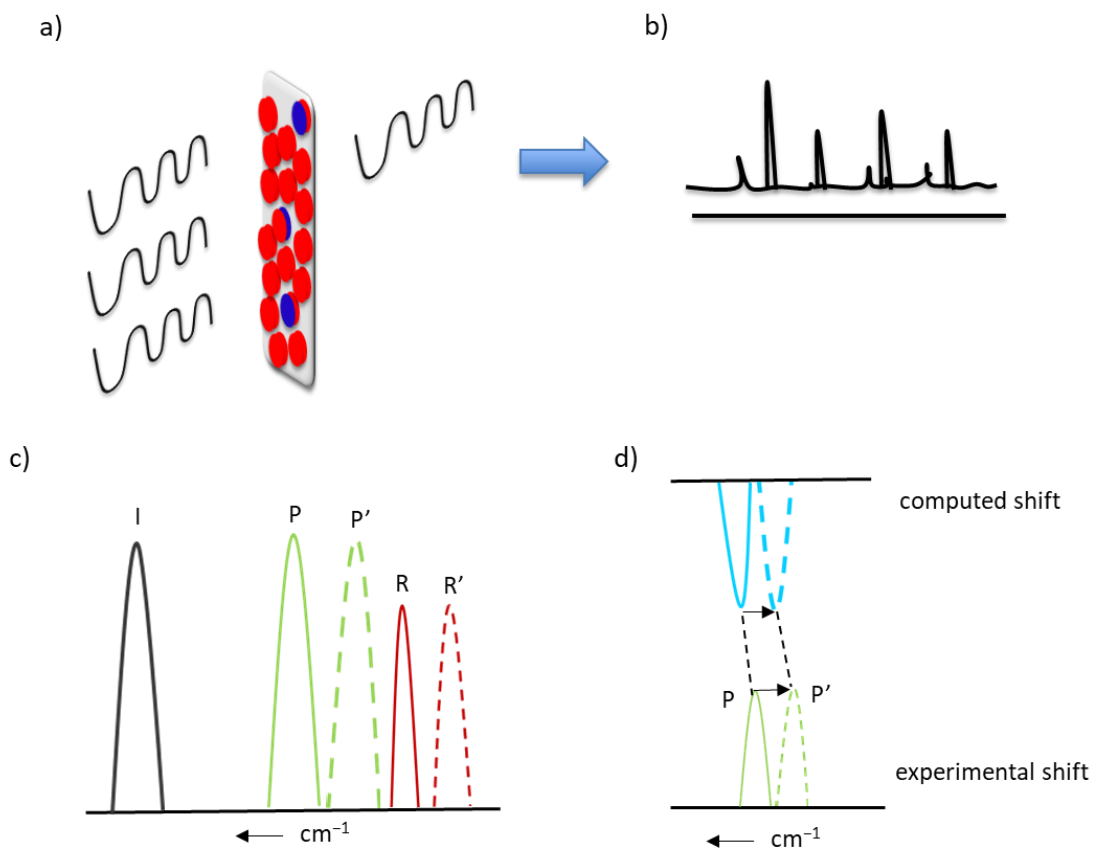 a)
b)
c)
I
P
P’
R
R’
cm⁻¹
d)
computed shift
P
P’
experimental shift
cm⁻¹